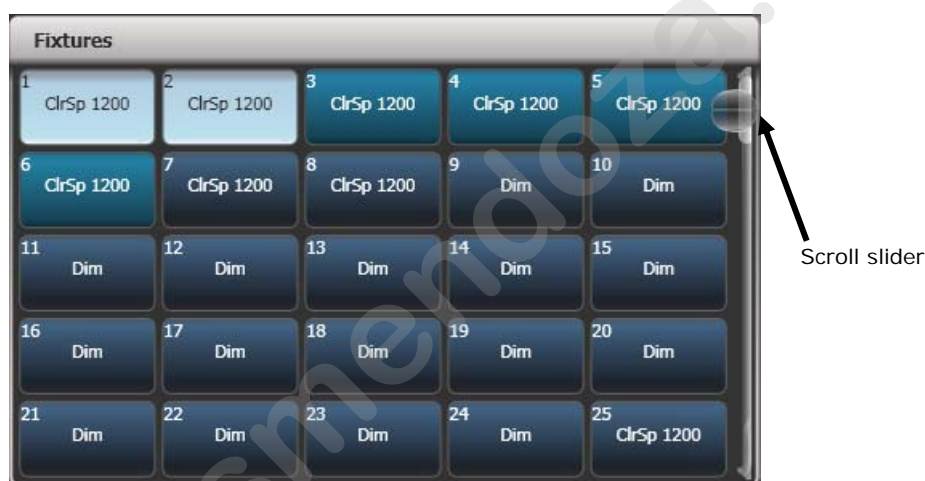 Fixtures
1 ClrSp 1200
2 ClrSp 1200
3 ClrSp 1200
4 ClrSp 1200
5 ClrSp 1200
6 ClrSp 1200
7 ClrSp 1200
8 ClrSp 1200
9 Dim
10 Dim
11 Dim
12 Dim
13 Dim
14 Dim
15 Dim
16 Dim
17 Dim
18 Dim
19 Dim
20 Dim
21 Dim
22 Dim
23 Dim
24 Dim
25 ClrSp 1200
Scroll slider
smendoza.